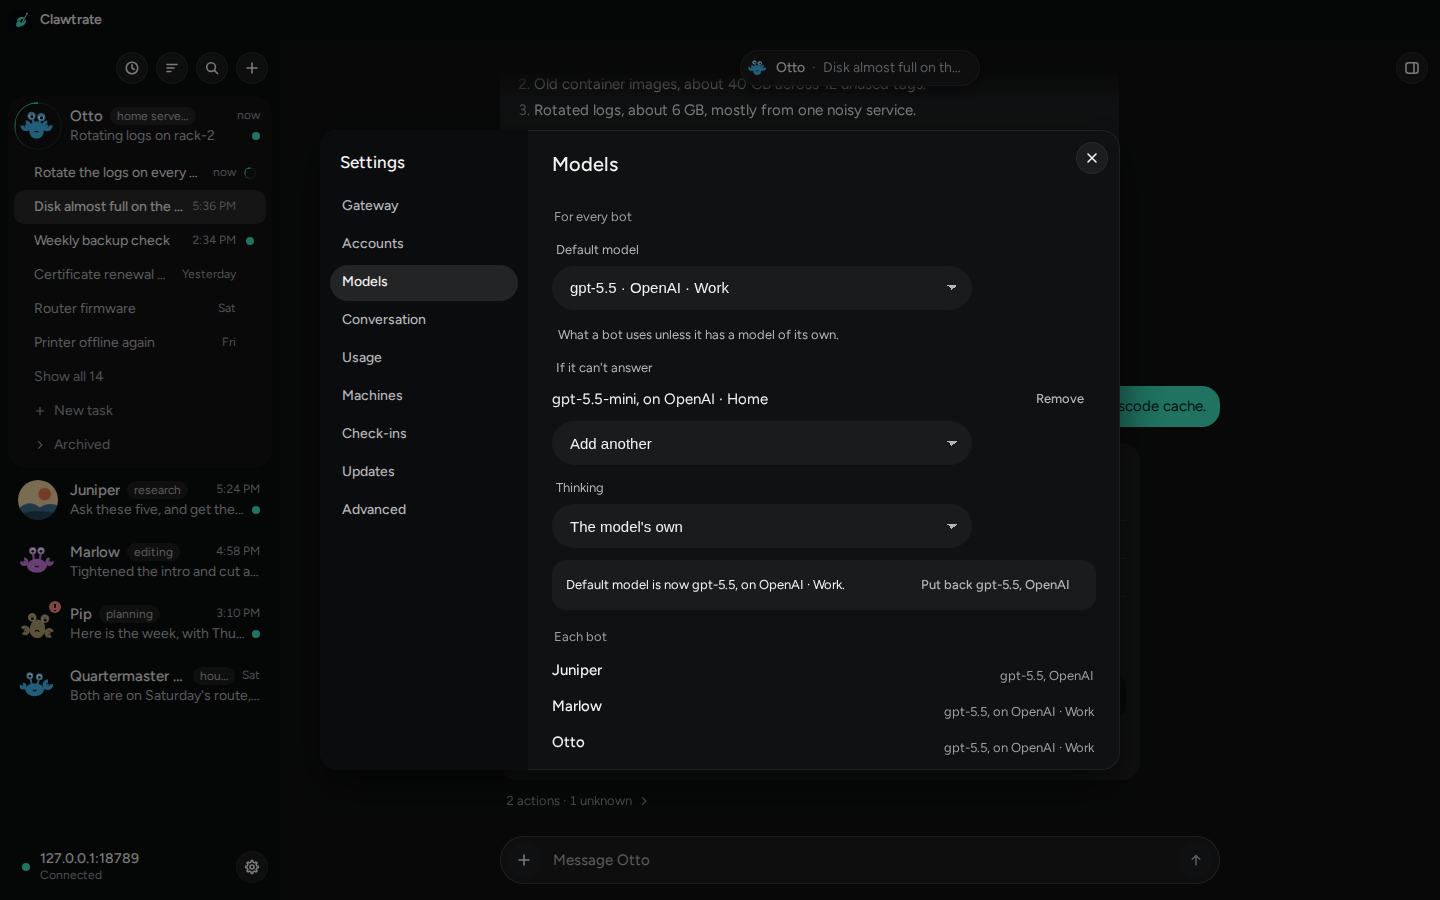 Clawtrate
Otto home serve... now
Rotating logs on rack-2
Rotate the logs on every ... now
Disk almost full on the ... 5:36 PM
Weekly backup check 2:34 PM
Certificate renewal ... Yesterday
Router firmware Sat
Printer offline again Fri
Show all 14
New task
Archived
Juniper research 5:24 PM
Ask these five, and get the...
Marlow editing 4:58 PM
Tightened the intro and cut a...
Pip planning 3:10 PM
Here is the week, with Thu...
Quartermaster ... hou... Sat
Both are on Saturday's route,...
127.0.0.1:18789
Connected
Otto · Disk almost full on th...
2. Old container images, about 40 GB across 12 unused tags.
3. Rotated logs, about 6 GB, mostly from one noisy service.
scode cache.
Settings
Gateway
Accounts
Models
Conversation
Usage
Machines
Check-ins
Updates
Advanced
Models
For every bot
Default model
gpt-5.5 · OpenAI · Work
What a bot uses unless it has a model of its own.
If it can't answer
gpt-5.5-mini, on OpenAI · Home Remove
Add another
Thinking
The model's own
Default model is now gpt-5.5, on OpenAI · Work. Put back gpt-5.5, OpenAI
Each bot
Juniper gpt-5.5, OpenAI
Marlow gpt-5.5, on OpenAI · Work
Otto gpt-5.5, on OpenAI · Work
2 actions · 1 unknown
Message Otto